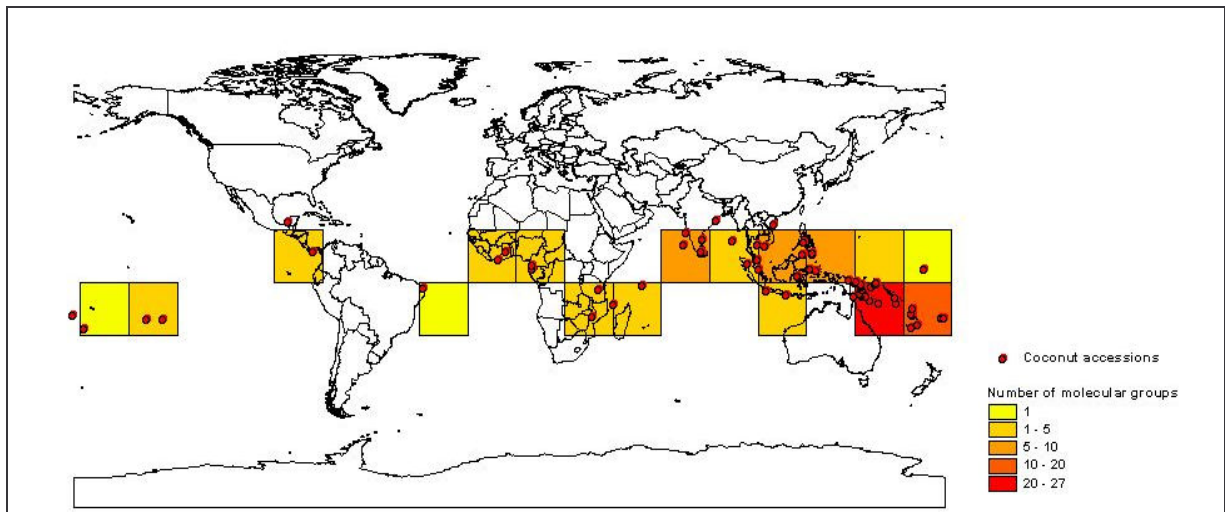 Coconut accessions
Number of molecular groups
1
1 - 5
5 - 10
10 - 20
20 - 27